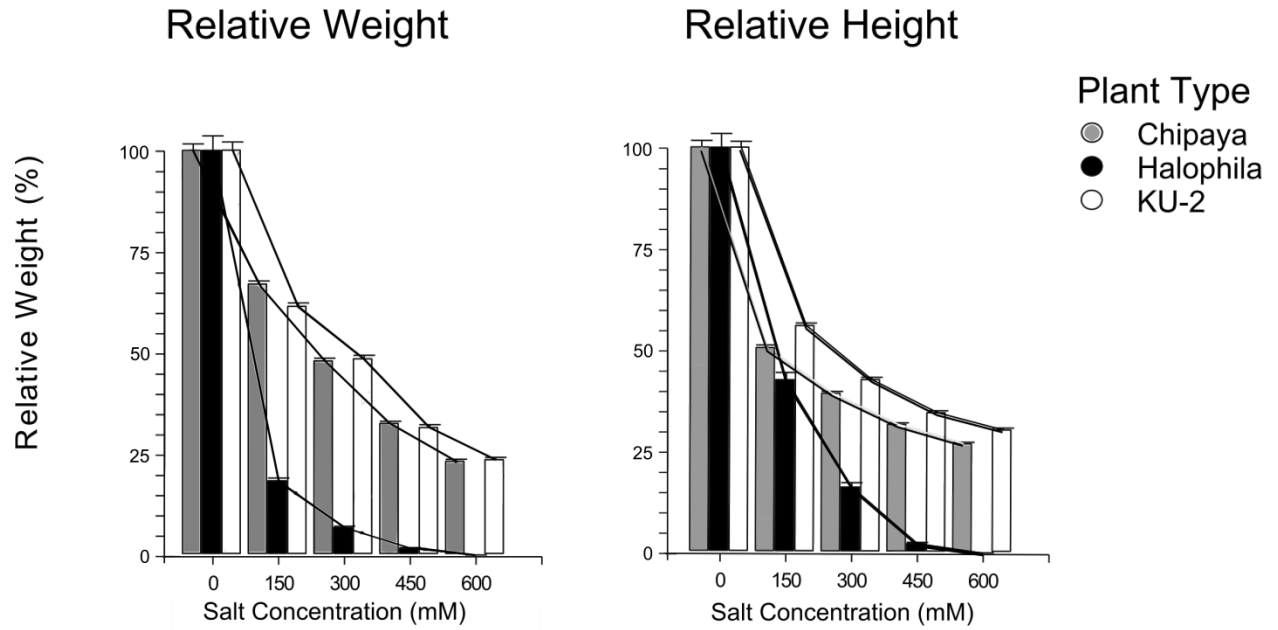 Relative Weight
Relative Height
Plant Type
Chipaya
Halophila
KU-2
Relative Weight (%)
100
75
50
25
0
0 150 300 450 600
Salt Concentration (mM)
100
75
50
25
0
0 150 300 450 600
Salt Concentration (mM)